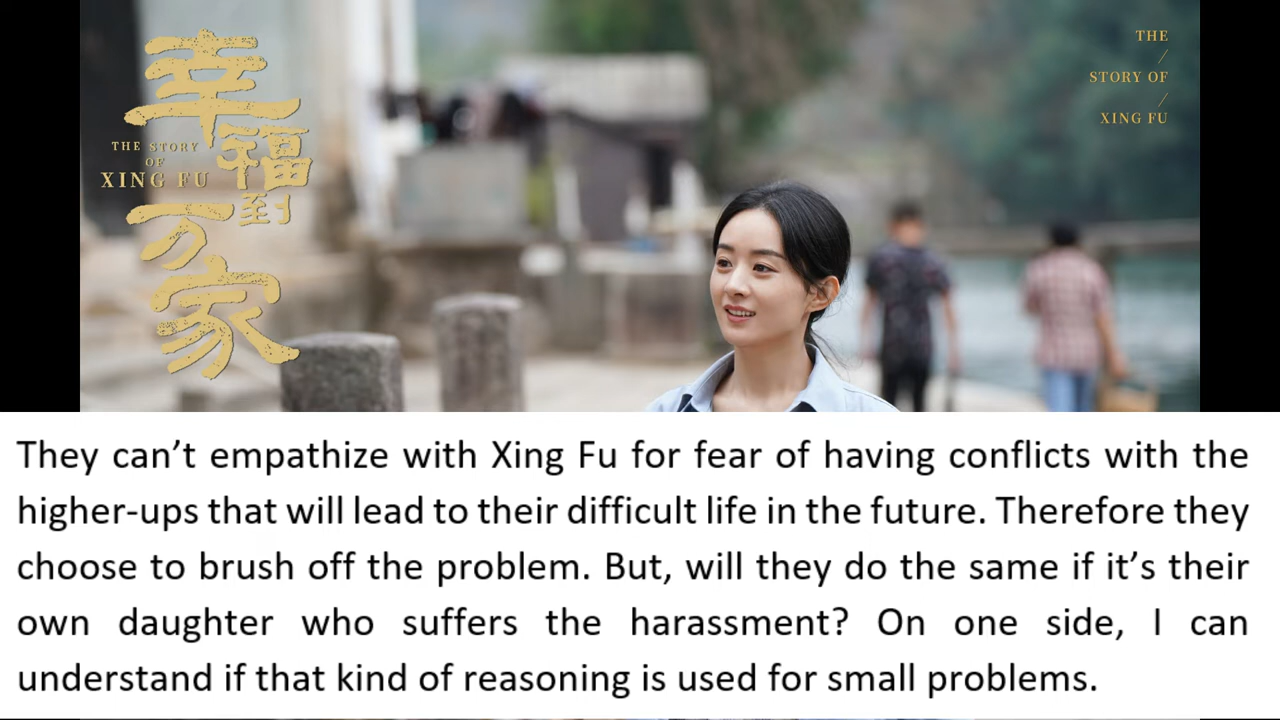 幸福到万家
THE STORY
OF
XING FU
THE
/
STORY OF
/
XING FU
They can’t empathize with Xing Fu for fear of having conflicts with the
higher-ups that will lead to their difficult life in the future. Therefore they
choose to brush off the problem. But, will they do the same if it’s their
own daughter who suffers the harassment? On one side, I can
understand if that kind of reasoning is used for small problems.